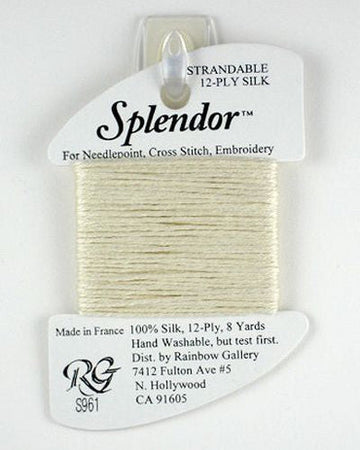 STRANDABLE
12-PLY SILK
Splendor™
For Needlepoint, Cross Stitch, Embroidery
Made in France
100% Silk, 12-Ply, 8 Yards
Hand Washable, but test first.
Dist. by Rainbow Gallery
7412 Fulton Ave #5
N. Hollywood
CA 91605
RG
S961